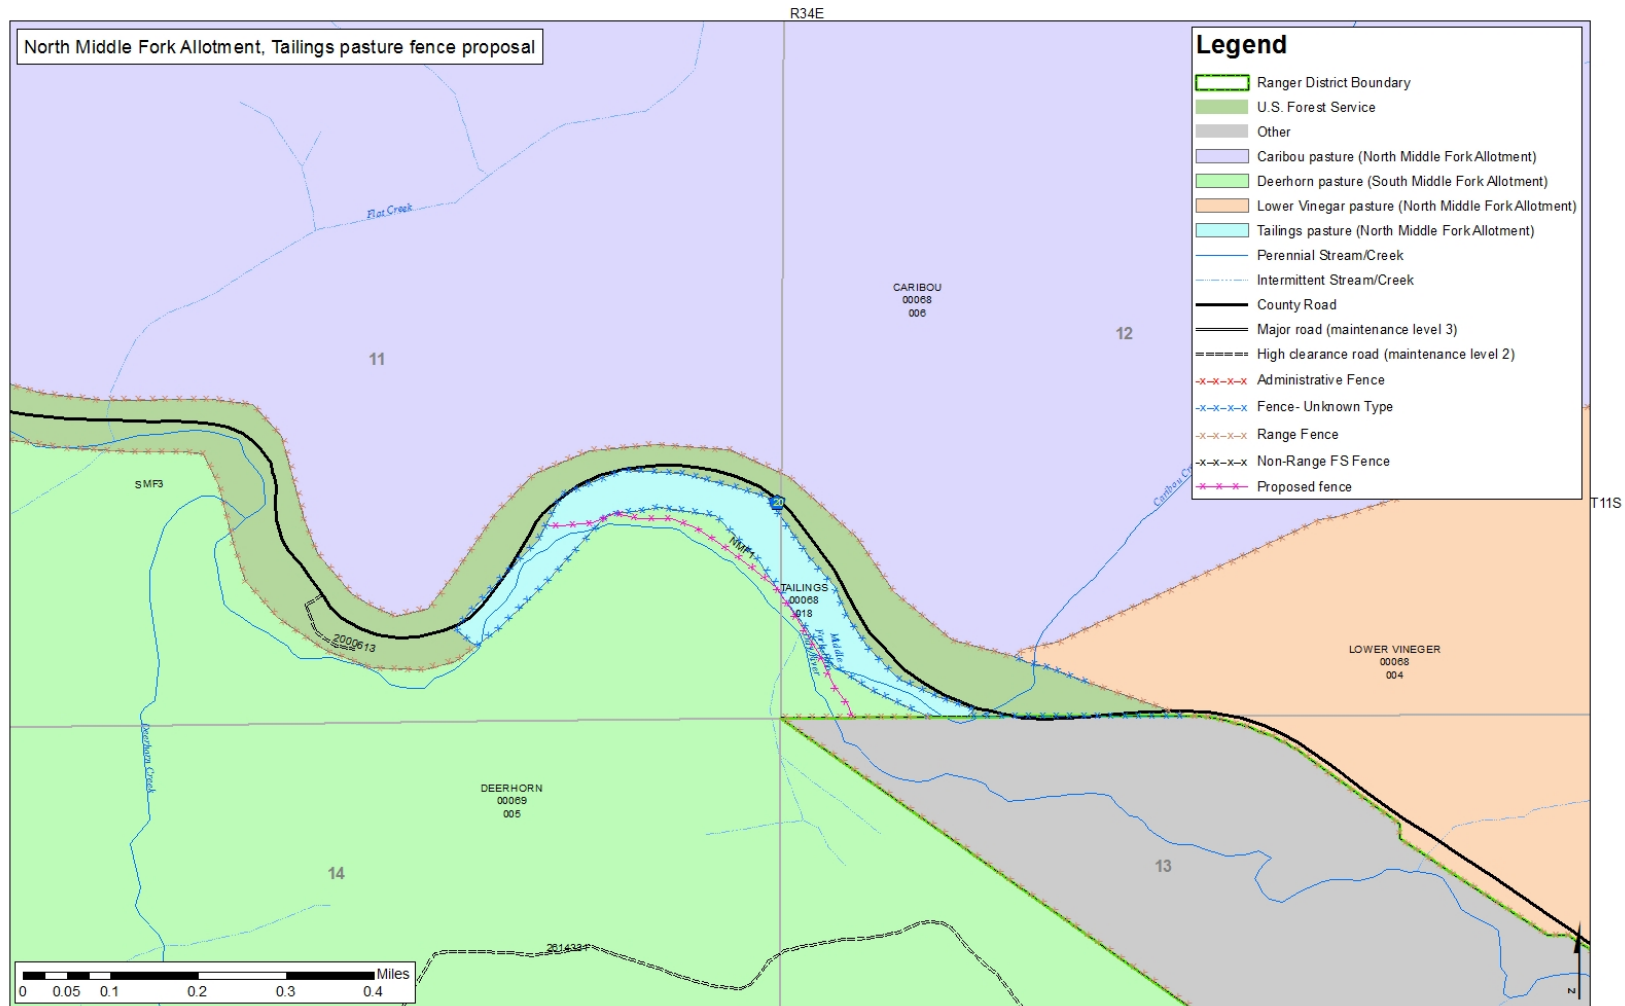 R34E
North Middle Fork Allotment, Tailings pasture fence proposal
Legend
Ranger District Boundary
U.S. Forest Service
Other
Caribou pasture (North Middle Fork Allotment)
Deerhorn pasture (South Middle Fork Allotment)
Lower Vinegar pasture (North Middle Fork Allotment)
Tailings pasture (North Middle Fork Allotment)
Perennial Stream/Creek
Intermittent Stream/Creek
County Road
Major road (maintenance level 3)
High clearance road (maintenance level 2)
Administrative Fence
Fence- Unknown Type
Range Fence
Non-Range FS Fence
Proposed fence
Flat Creek
CARIBOU
00068
006
12
11
Caribou
T11S
SMF3
20
NMF1
TAILINGS
00068
018
Middle
2000613
LOWER VINEGER
00068
004
Deerhorn Creek
DEERHORN
00069
005
14
13
Miles
0 0.05 0.1 0.2 0.3 0.4
N